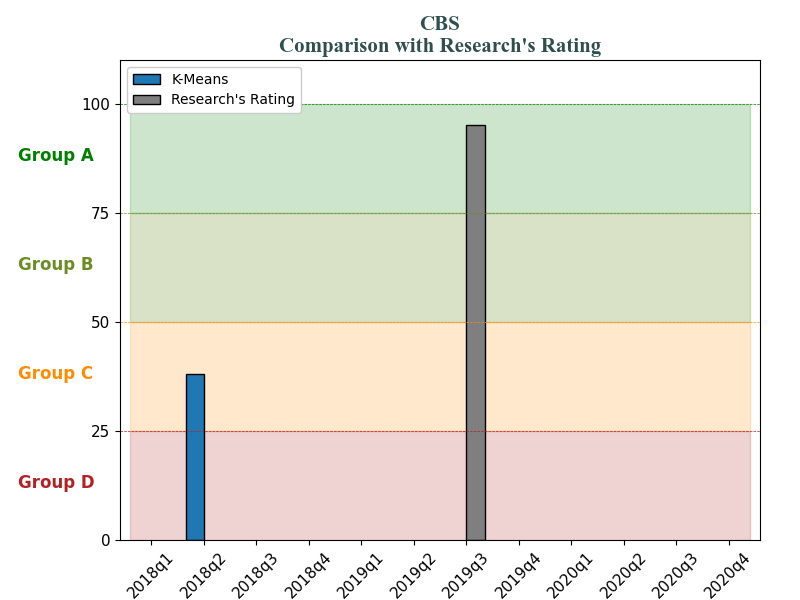 CBS
Comparison with Research's Rating
K-Means
Research's Rating
100
Group A
75
Group B
50
Group C
25
Group D
0
2018q1
2018q2
2018q3
2018q4
2019q1
2019q2
2019q3
2019q4
2020q1
2020q2
2020q3
2020q4